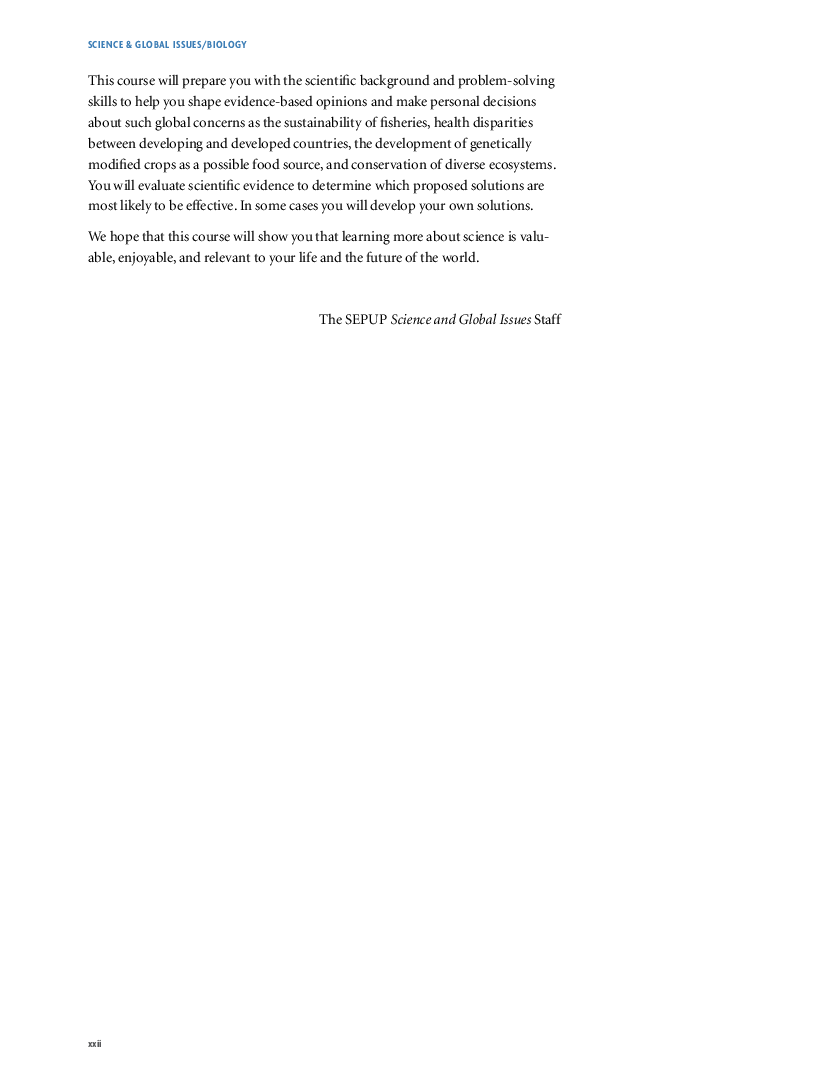 SCIENCE & GLOBAL ISSUES/BIOLOGY
This course will prepare you with the scientific background and problem-solving
skills to help you shape evidence-based opinions and make personal decisions
about such global concerns as the sustainability of fisheries, health disparities
between developing and developed countries, the development of genetically
modified crops as a possible food source, and conservation of diverse ecosystems.
You will evaluate scientific evidence to determine which proposed solutions are
most likely to be effective. In some cases you will develop your own solutions.
We hope that this course will show you that learning more about science is valu-
able, enjoyable, and relevant to your life and the future of the world.
The SEPUP Science and Global Issues Staff
xxii